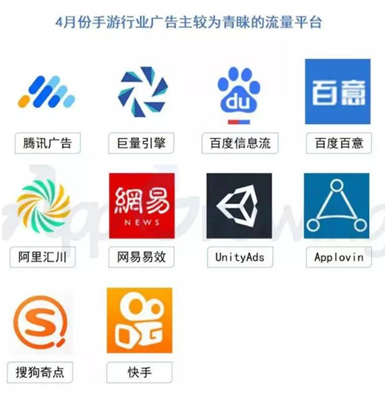 4月份手游行业广告主较为青睐的流量平台
du
百意
腾讯广告
巨量引擎
百度信息流
百度百意
網易
NEWS
阿里汇川
网易易效
UnityAds
Applovin
搜狗奇点
快手